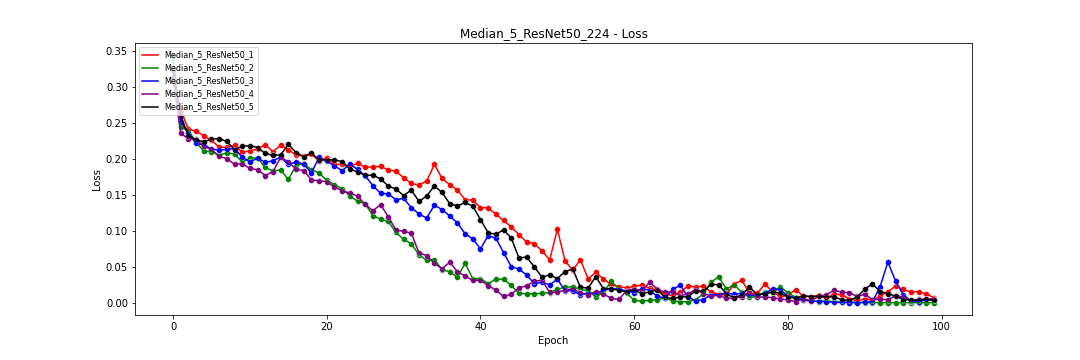 Median_5_ResNet50_224 - Loss
0.35
0.30
0.25
0.20
0.15
0.10
0.05
0.00
Loss
Median_5_ResNet50_1
Median_5_ResNet50_2
Median_5_ResNet50_3
Median_5_ResNet50_4
Median_5_ResNet50_5
0 20 40 60 80 100
Epoch